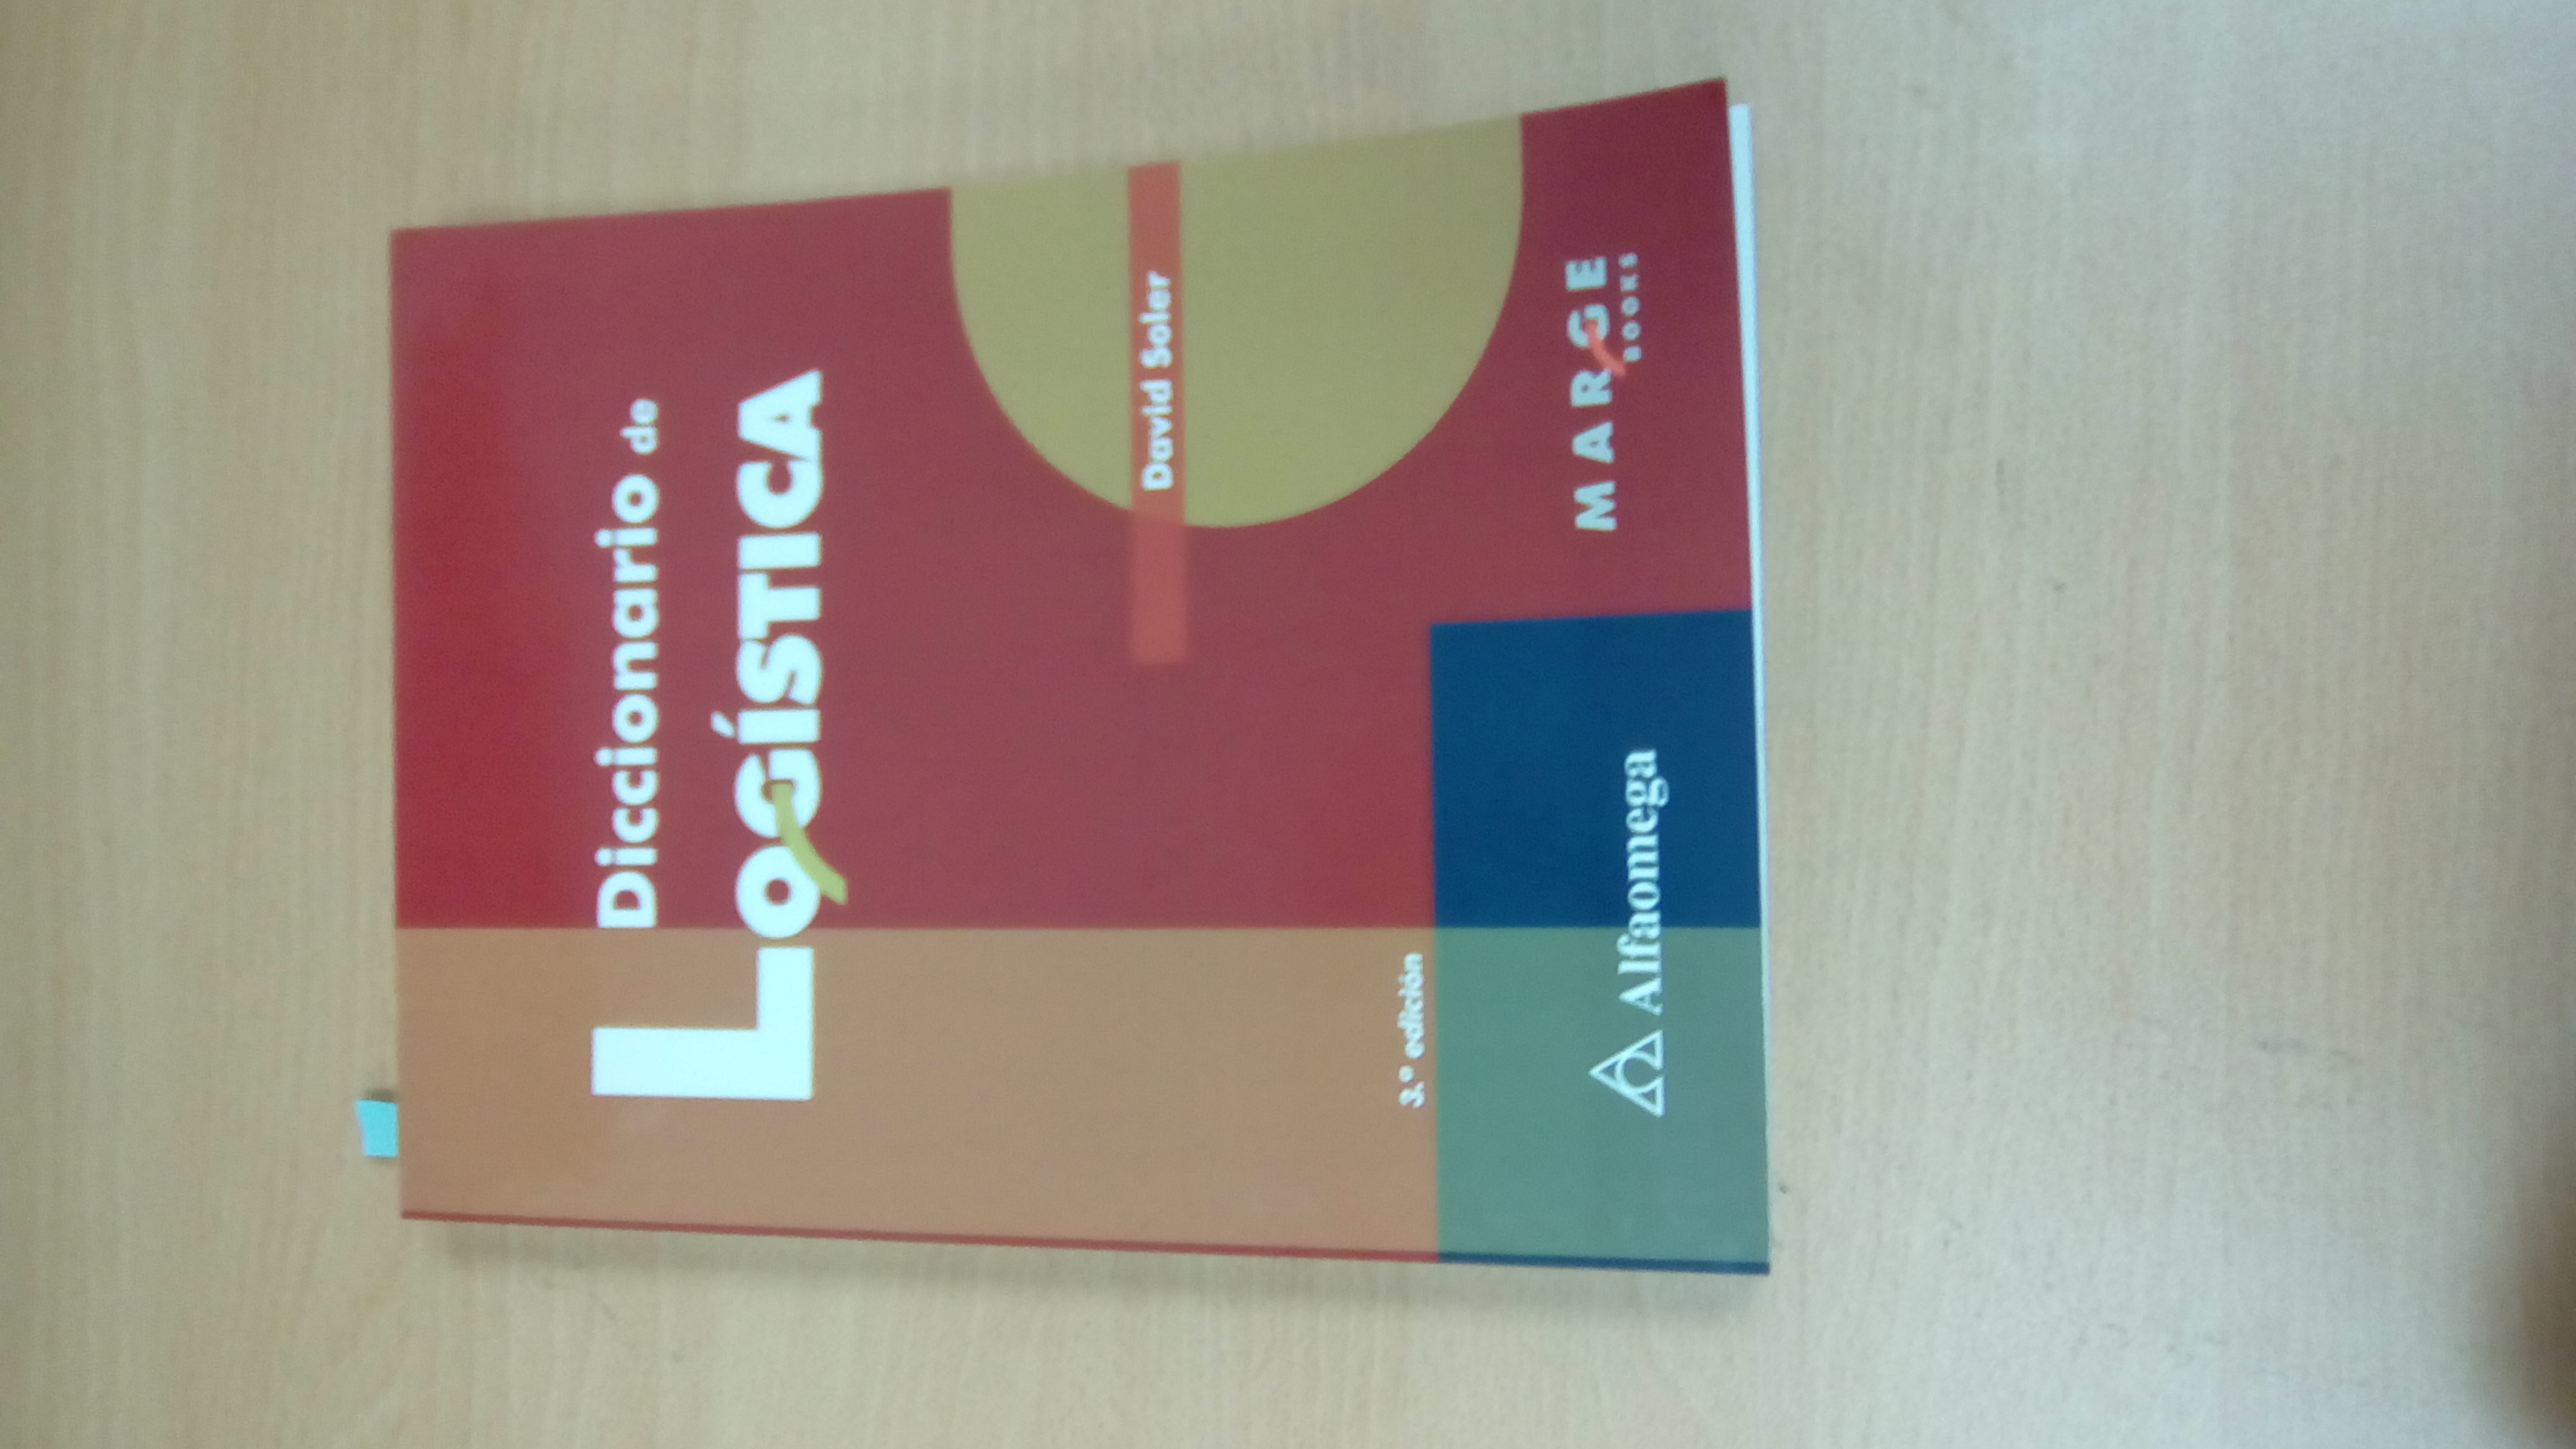 Diccionario de
LOGÍSTICA
David Soler
3.ª edición
Alfaomega
MARGE
BOOKS